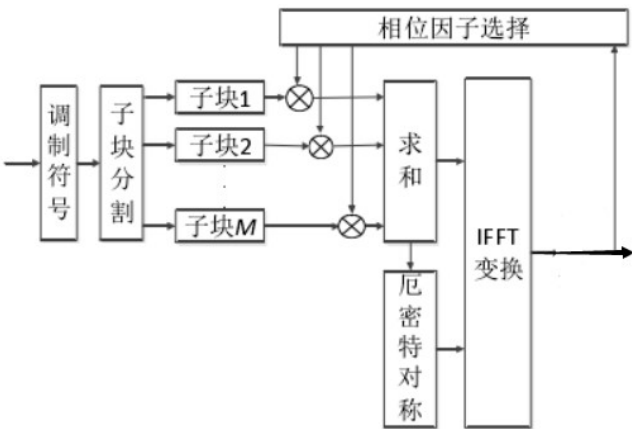 相位因子选择
调制符号
子块分割
子块1
子块2
子块M
求和
IFFT
变换
厄密特对称